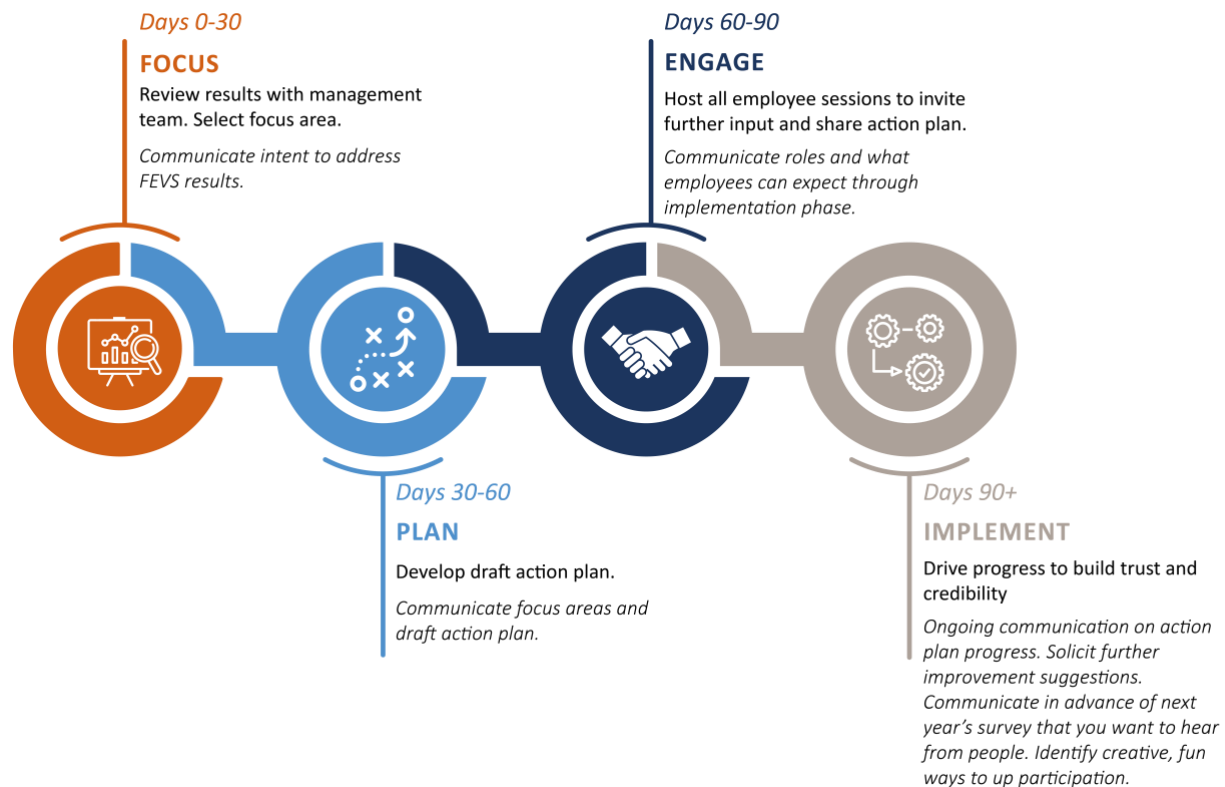 Days 0-30
FOCUS
Review results with management
team. Select focus area.
Communicate intent to address
FEVS results.
Days 60-90
ENGAGE
Host all employee sessions to invite
further input and share action plan.
Communicate roles and what
employees can expect through
implementation phase.
Days 30-60
PLAN
Develop draft action plan.
Communicate focus areas and
draft action plan.
Days 90+
IMPLEMENT
Drive progress to build trust and
credibility
Ongoing communication on action
plan progress. Solicit further
improvement suggestions.
Communicate in advance of next
year's survey that you want to hear
from people. Identify creative, fun
ways to up participation.